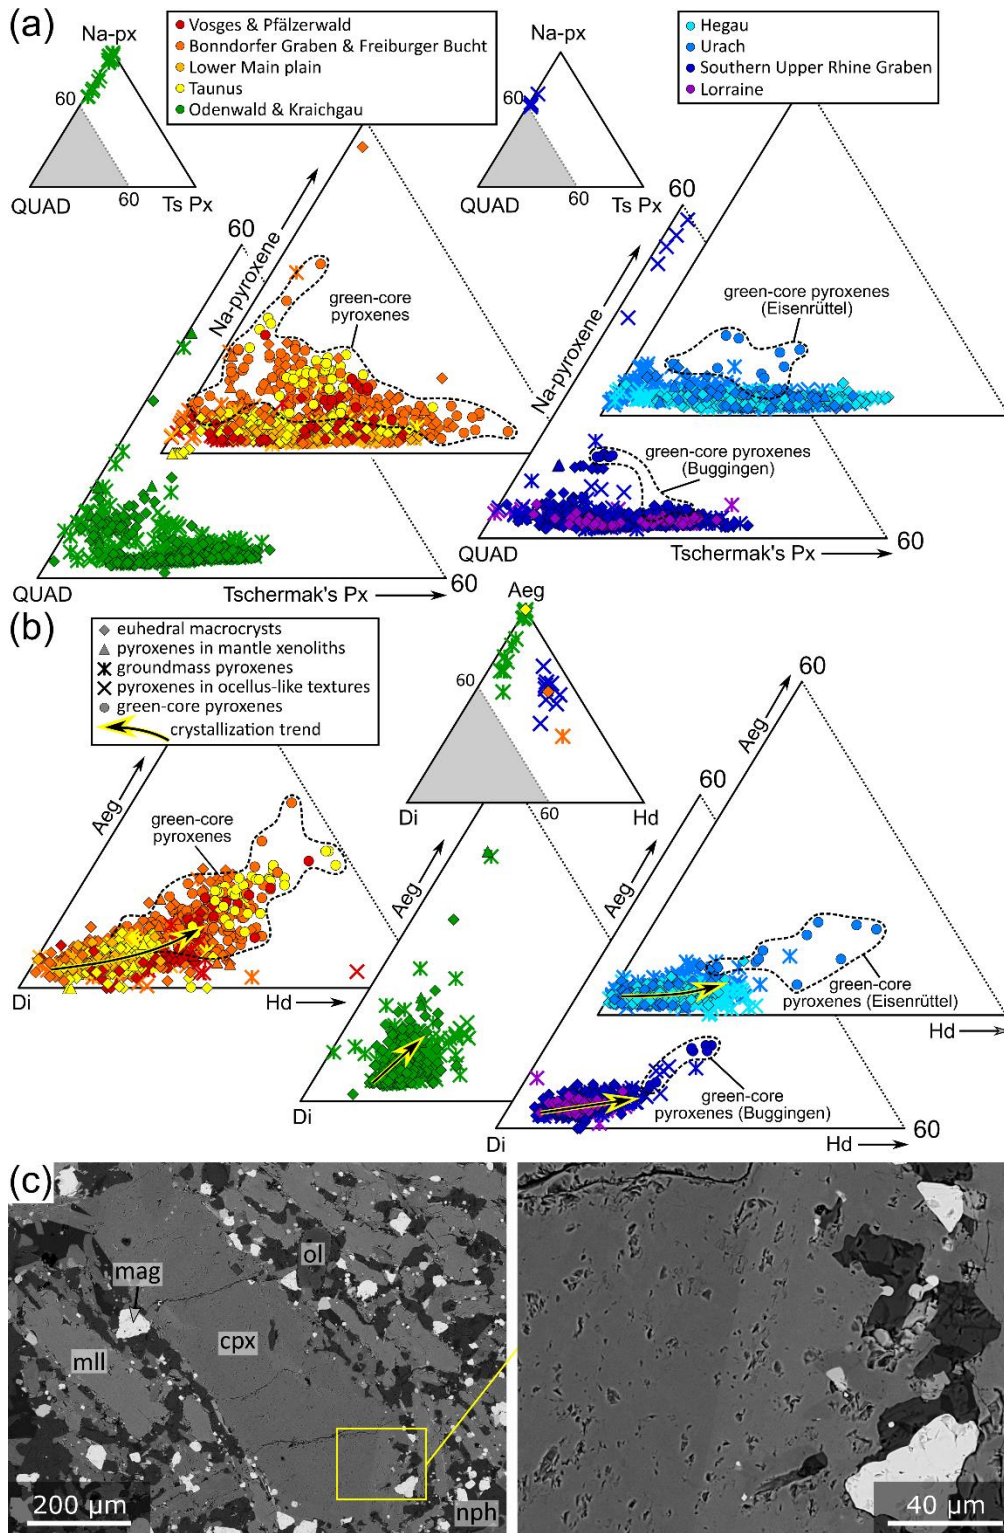 (a)
Na-px
60
QUAD
60
Ts Px
Vosges & Pfälzerwald
Bonndorfer Graben & Freiburger Bucht
Lower Main plain
Taunus
Odenwald & Kraichgau
Na-px
60
QUAD
60
Ts Px
Hegau
Urach
Southern Upper Rhine Graben
Lorraine
60
Na-pyroxene
green-core
pyroxenes
QUAD
Tschermak's Px
60
60
Na-pyroxene
green-core pyroxenes
(Eisenrüttel)
green-core pyroxenes
(Buggingen)
QUAD
Tschermak's Px
60
(b)
euhedral macrocrysts
pyroxenes in mantle xenoliths
groundmass pyroxenes
pyroxenes in ocellus-like textures
green-core pyroxenes
crystallization trend
Aeg
60
Di
60
Hd
Aeg
green-core
pyroxenes
Di
Hd
Aeg
Di
60
Aeg
60
Aeg
green-core
pyroxenes (Eisenrüttel)
Hd
green-core
pyroxenes (Buggingen)
Di
Hd
60
(c)
ol
mag
cpx
mll
nph
200 µm
40 µm